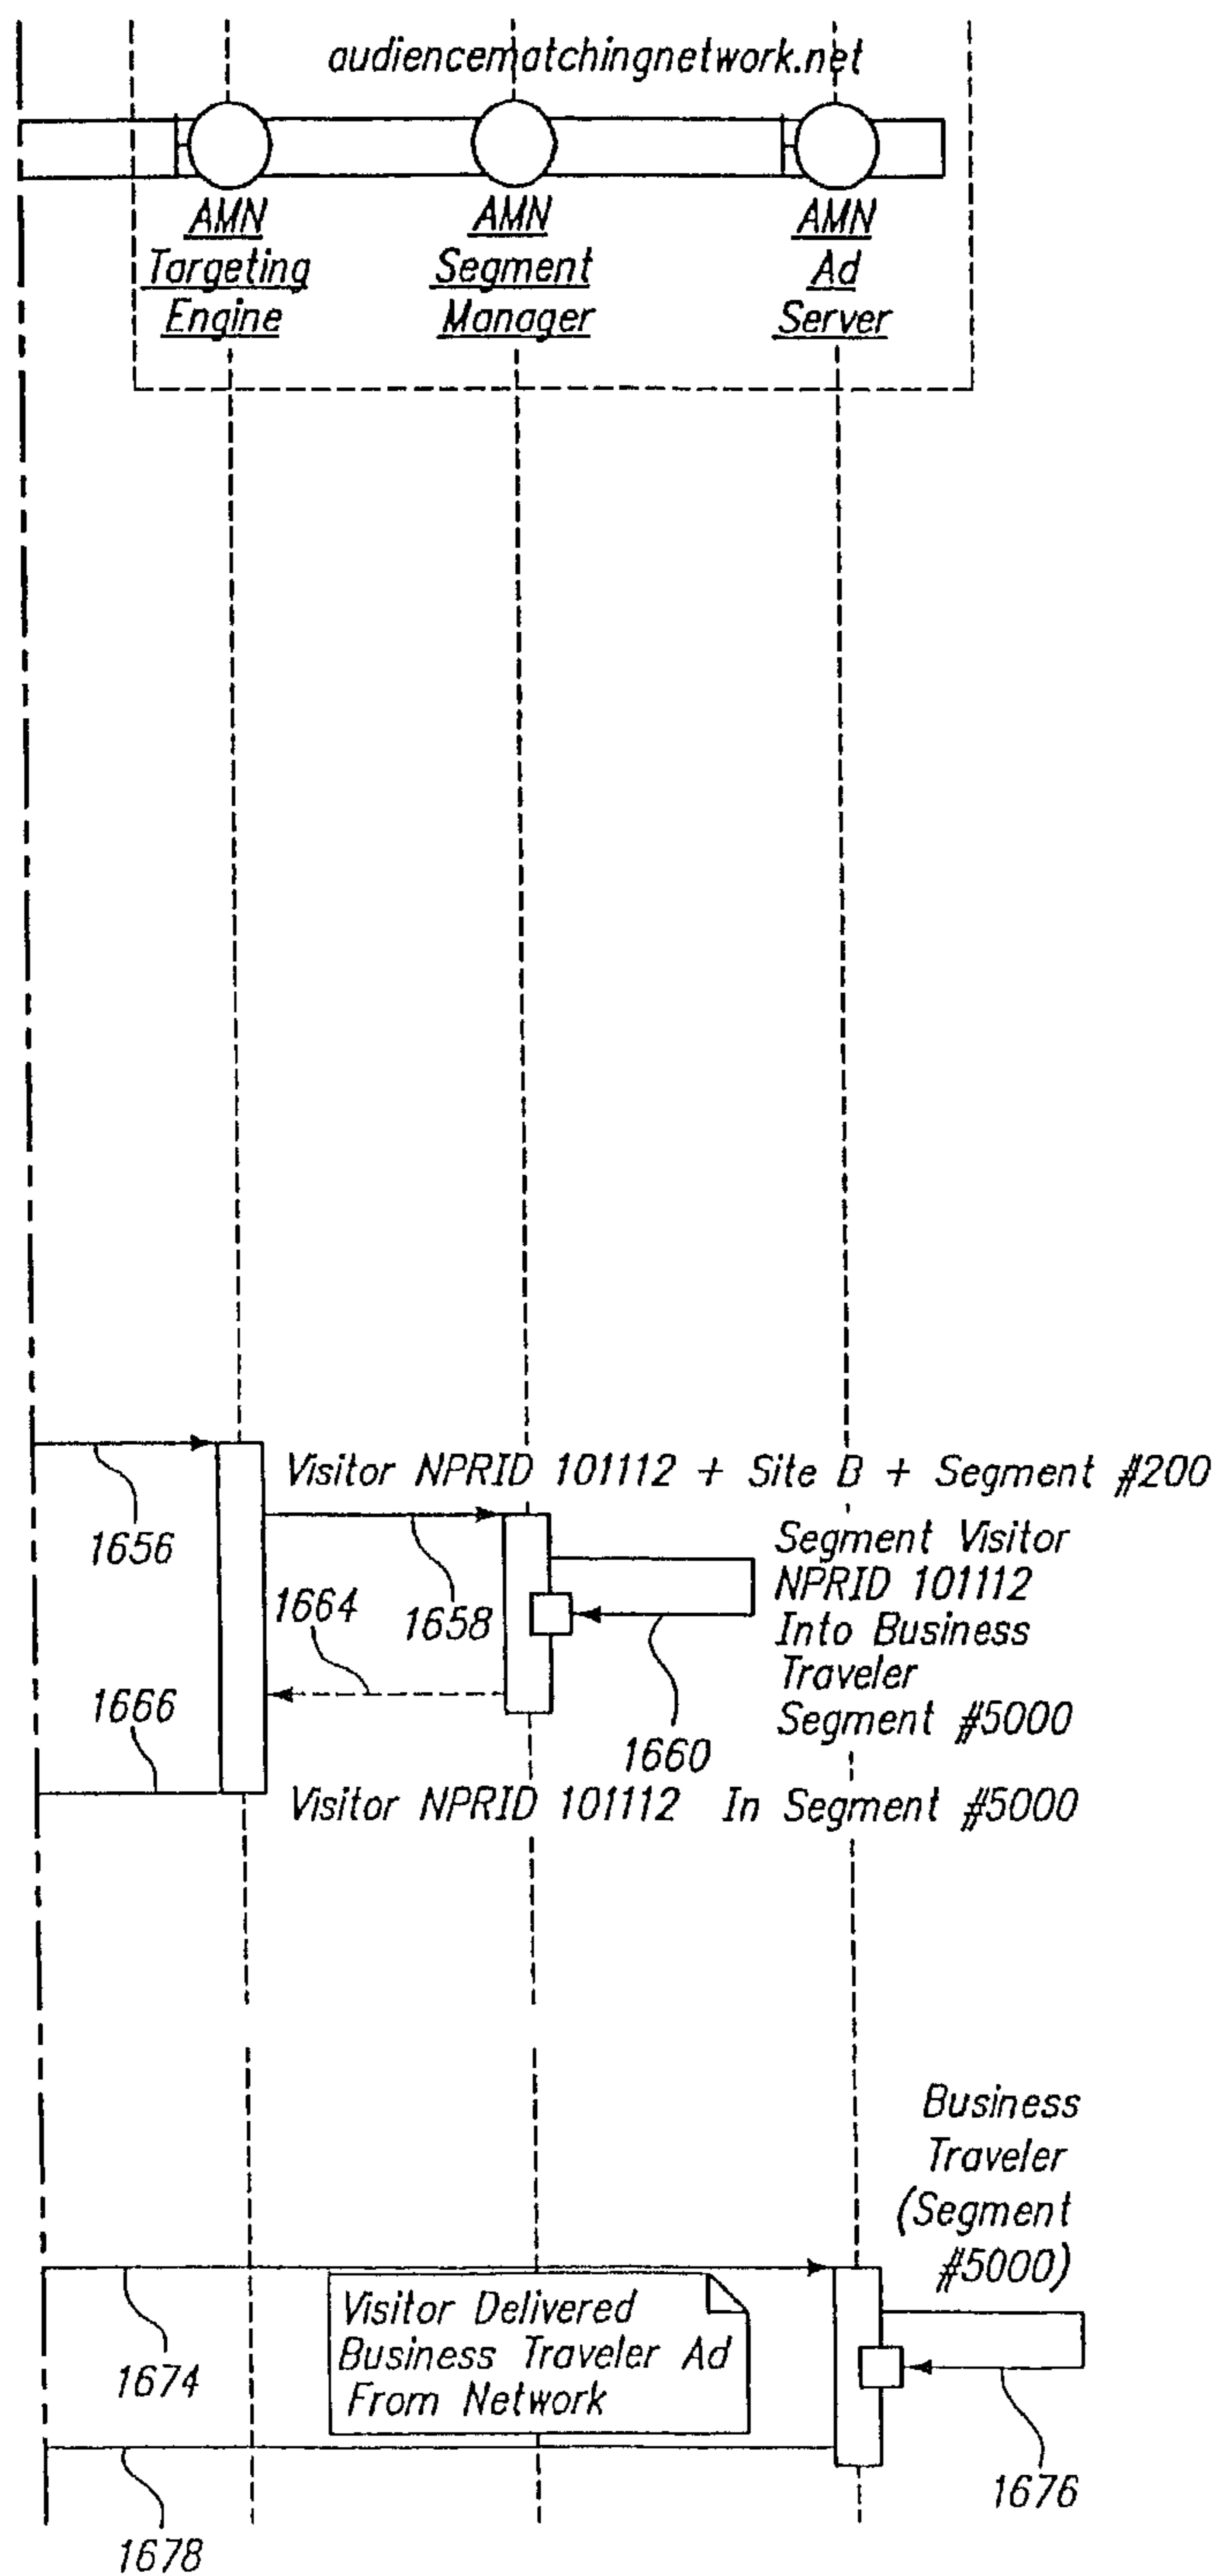 audiencematchingnetwork.net
AMN
Targeting
Engine
AMN
Segment
Manager
AMN
Ad
Server
Visitor NPRID 101112 + Site B + Segment #200
1656
1658
1664
Segment Visitor
NPRID 101112
Into Business
Traveler
Segment #5000
1660
1666
Visitor NPRID 101112 In Segment #5000
Business
Traveler
(Segment
#5000)
1674
Visitor Delivered
Business Traveler Ad
From Network
1676
1678